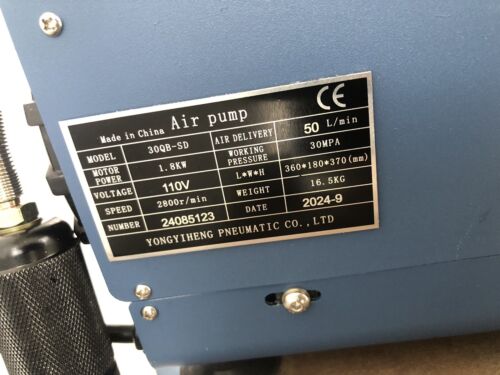 Made in China Air pump CE
MODEL 30QB-SD AIR DELIVERY 50 L/min
MOTOR POWER 1.8KW WORKING PRESSURE 30MPA
VOLTAGE 110V L*W*H 360*180*370(mm)
SPEED 2800r/min WEIGHT 16.5KG
NUMBER 24085123 DATE 2024-9
YONGYIHENG PNEUMATIC CO., LTD